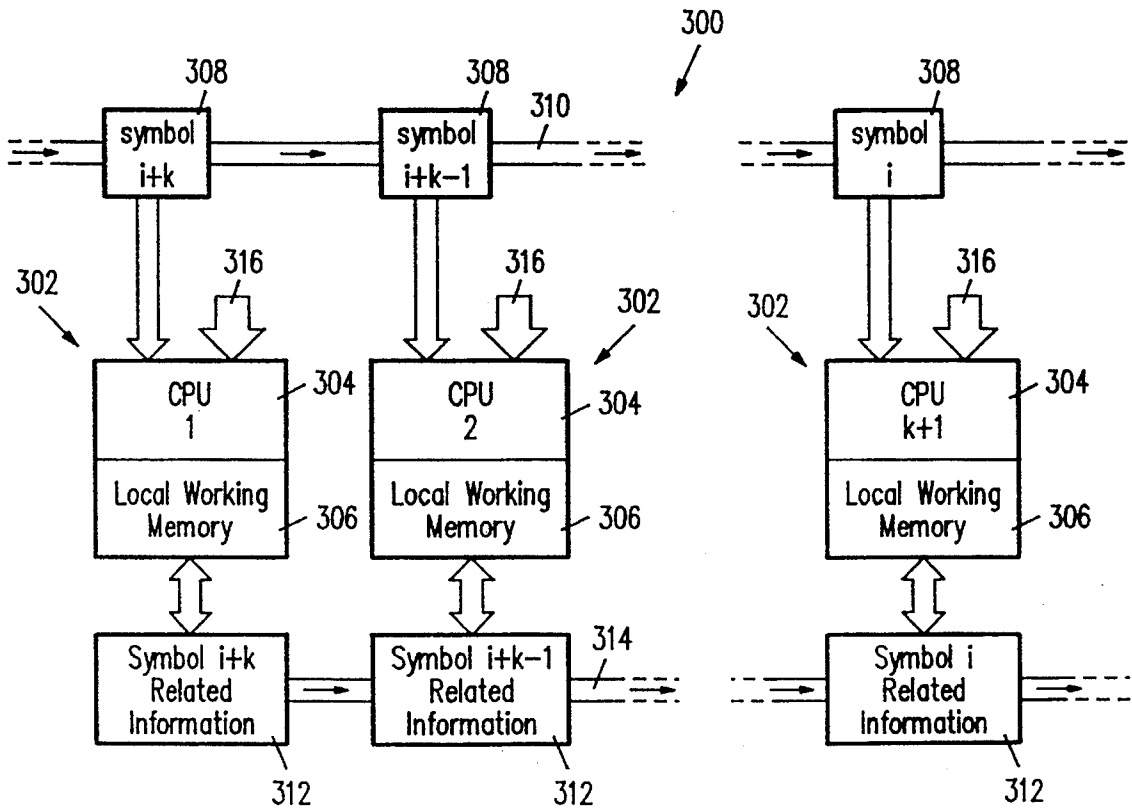 300
308
308
308
310
symbol
i+k
symbol
i+k-1
symbol
i
316
316
316
302
302
302
CPU
1
304
CPU
2
304
CPU
k+1
304
Local Working
Memory
306
Local Working
Memory
306
Local Working
Memory
306
Symbol i+k
Related
Information
Symbol i+k-1
Related
Information
314
Symbol i
Related
Information
312
312
312